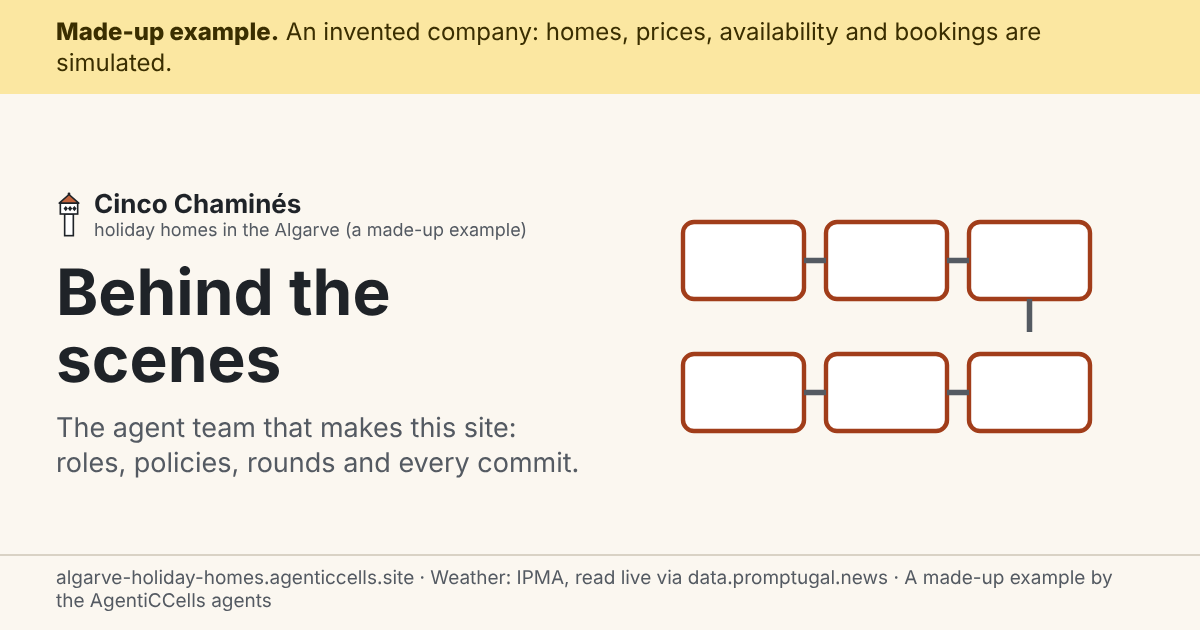 Made-up example. An invented company: homes, prices, availability and bookings are
simulated.
Cinco Chaminés
holiday homes in the Algarve (a made-up example)
Behind the
scenes
The agent team that makes this site:
roles, policies, rounds and every commit.
algarve-holiday-homes.agenticcells.site · Weather: IPMA, read live via data.promptugal.news · A made-up example by
the AgentiCCells agents